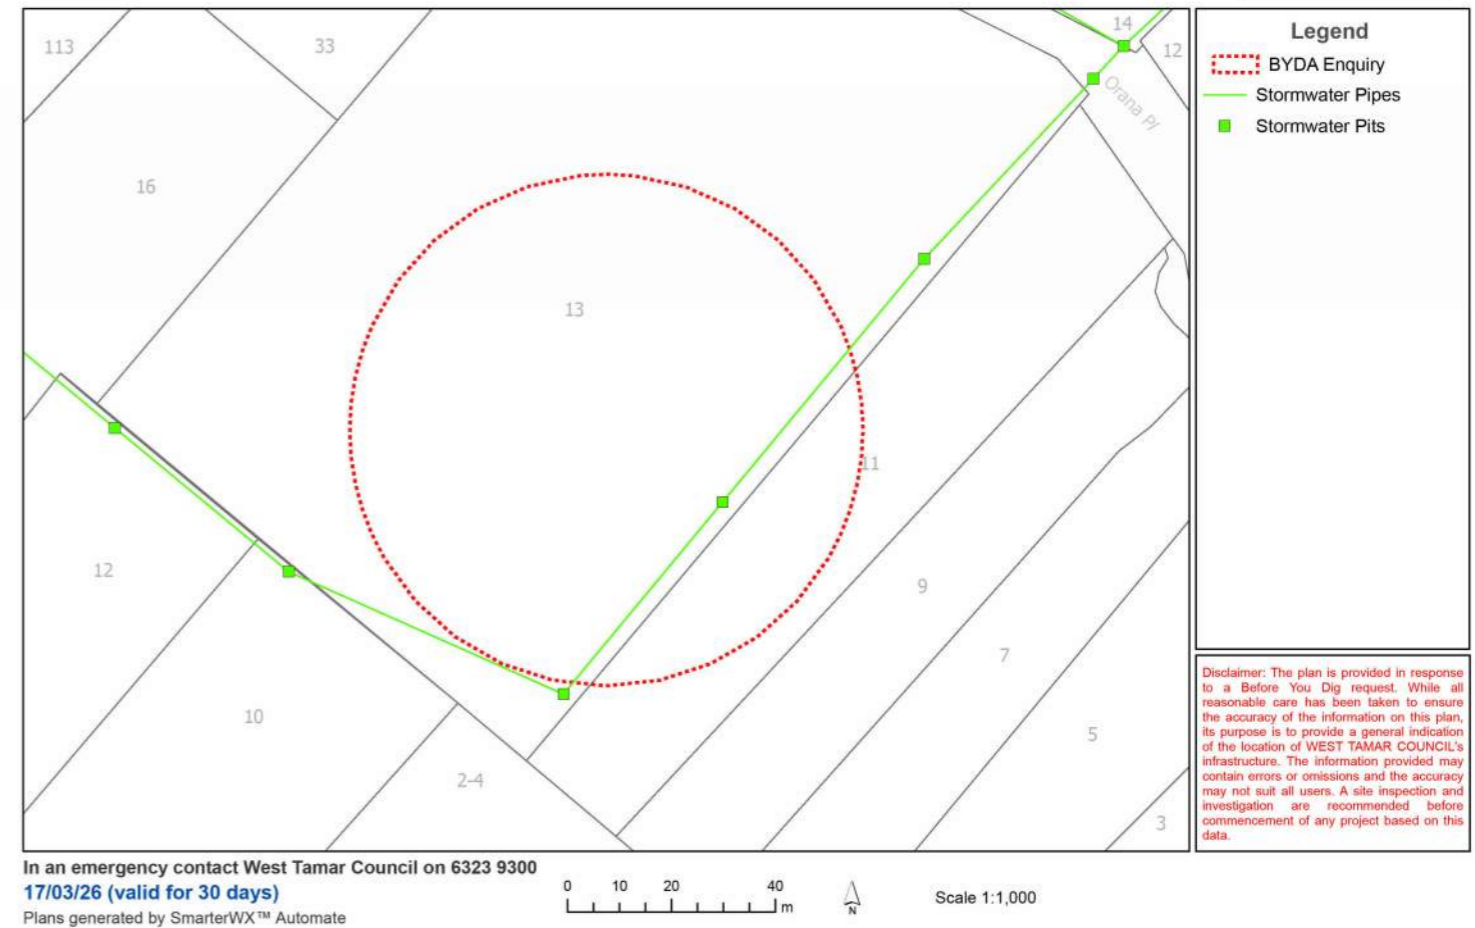 113
33
14
12
Orana Pl
16
13
11
12
9
7
10
5
2-4
3
Legend
BYDA Enquiry
Stormwater Pipes
Stormwater Pits
Disclaimer: The plan is provided in response
to a Before You Dig request. While all
reasonable care has been taken to ensure
the accuracy of the information on this plan,
its purpose is to provide a general indication
of the location of WEST TAMAR COUNCIL's
infrastructure. The information provided may
contain errors or omissions and the accuracy
may not suit all users. A site inspection and
investigation are recommended before
commencement of any project based on this
data.
In an emergency contact West Tamar Council on 6323 9300
17/03/26 (valid for 30 days)
Plans generated by SmarterWX™ Automate
0 10 20 40
m
N
Scale 1:1,000